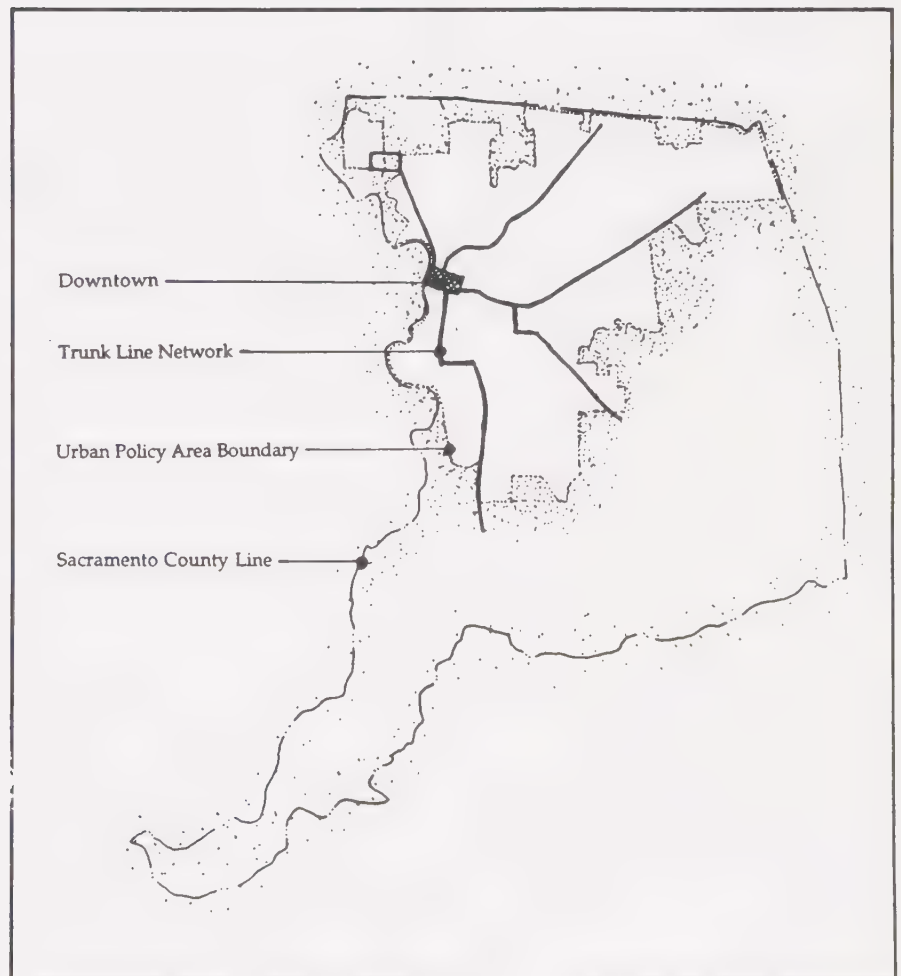 Downtown
Trunk Line Network
Urban Policy Area Boundary
Sacramento County Line